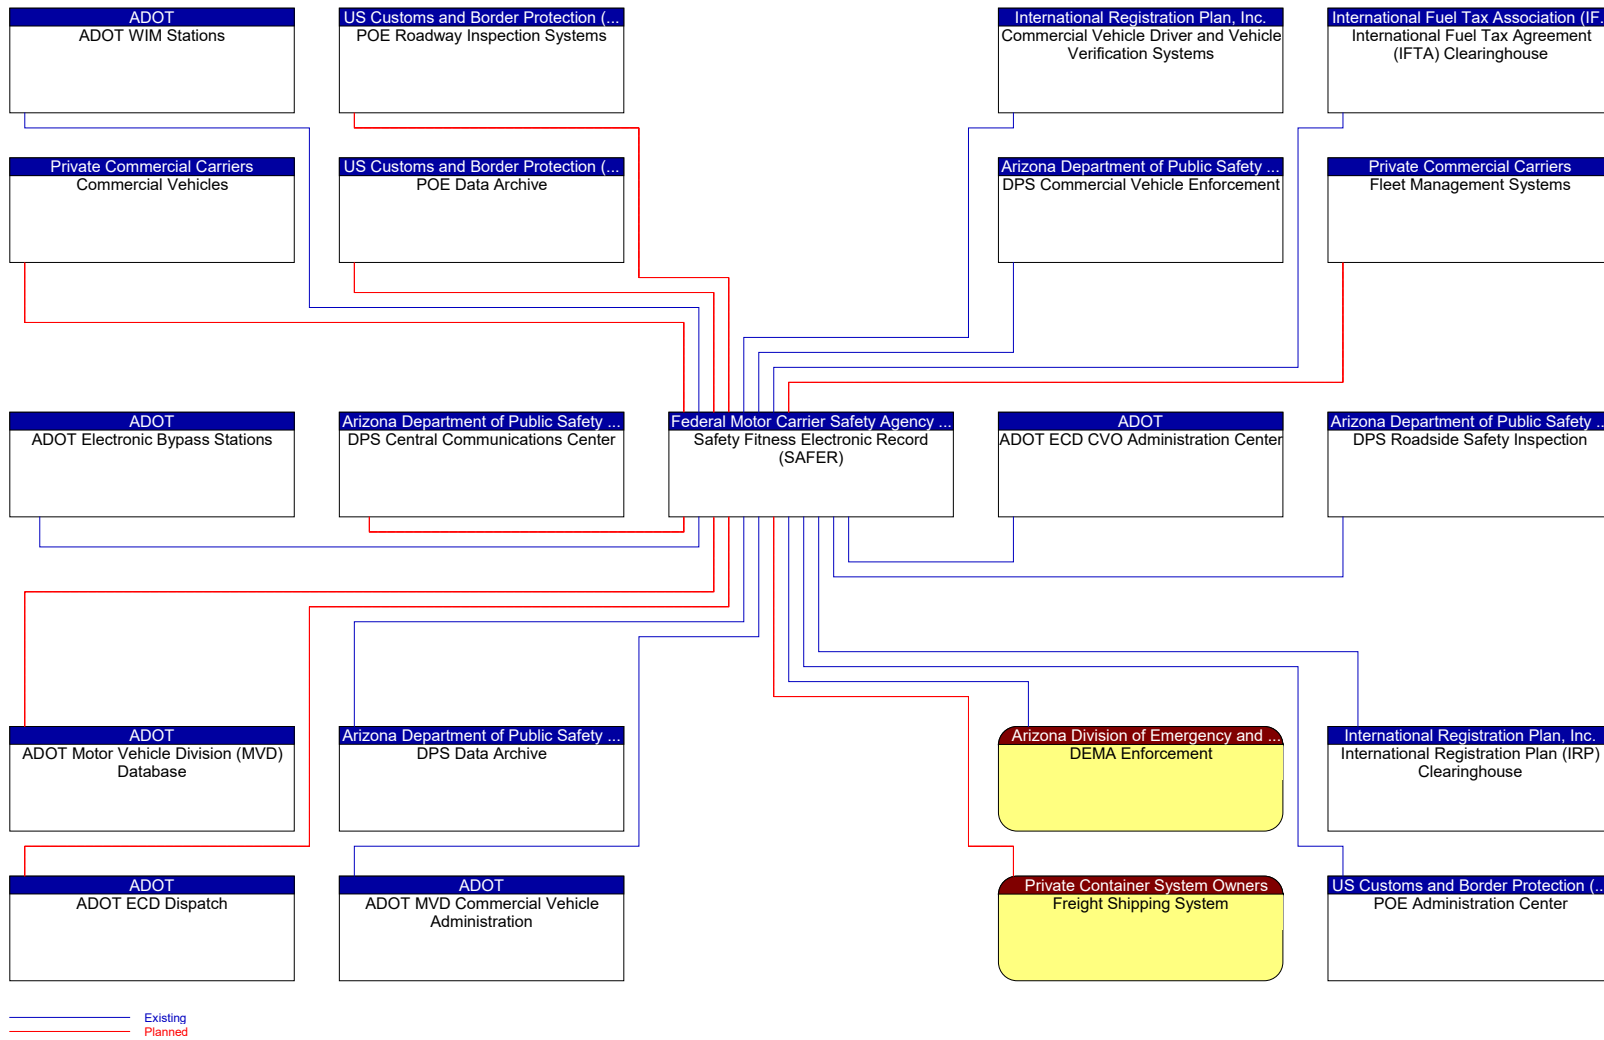 ADOT
ADOT WIM Stations
US Customs and Border Protection (...
POE Roadway Inspection Systems
International Registration Plan, Inc.
Commercial Vehicle Driver and Vehicle
Verification Systems
International Fuel Tax Association (IF...
International Fuel Tax Agreement
(IFTA) Clearinghouse
Private Commercial Carriers
Commercial Vehicles
US Customs and Border Protection (...
POE Data Archive
Arizona Department of Public Safety ...
DPS Commercial Vehicle Enforcement
Private Commercial Carriers
Fleet Management Systems
ADOT
ADOT Electronic Bypass Stations
Arizona Department of Public Safety ...
DPS Central Communications Center
Federal Motor Carrier Safety Agency ...
Safety Fitness Electronic Record
(SAFER)
ADOT
ADOT ECD CVO Administration Center
Arizona Department of Public Safety ...
DPS Roadside Safety Inspection
ADOT
ADOT Motor Vehicle Division (MVD)
Database
Arizona Department of Public Safety ...
DPS Data Archive
Arizona Division of Emergency and ...
DEMA Enforcement
International Registration Plan, Inc.
International Registration Plan (IRP)
Clearinghouse
ADOT
ADOT ECD Dispatch
ADOT
ADOT MVD Commercial Vehicle
Administration
Private Container System Owners
Freight Shipping System
US Customs and Border Protection (...
POE Administration Center
Existing
Planned